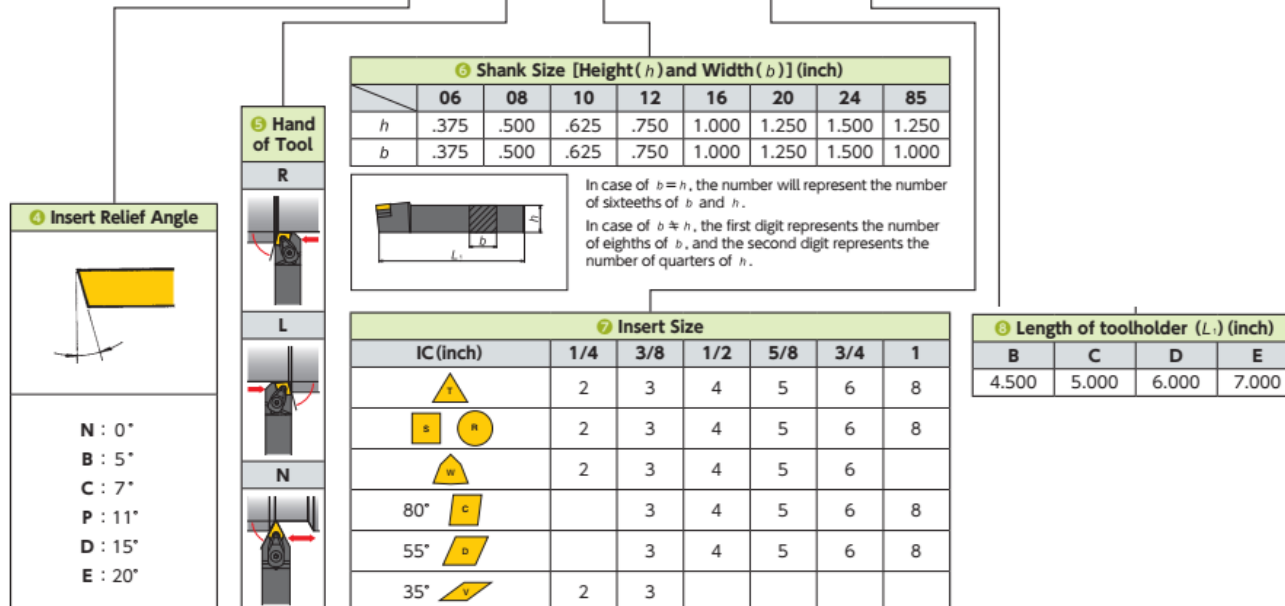 ❹ Insert Relief Angle
N : 0°
B : 5°
C : 7°
P : 11°
D : 15°
E : 20°
❺ Hand
of Tool
R
L
N
❻ Shank Size [Height(h)and Width(b)](inch)
06 08 10 12 16 20 24 85
h .375 .500 .625 .750 1.000 1.250 1.500 1.250
b .375 .500 .625 .750 1.000 1.250 1.500 1.000
h
b
L₁
In case of b=h, the number will represent the number
of sixteeths of b and h.
In case of b≒h, the first digit represents the number
of eighths of b, and the second digit represents the
number of quarters of h.
❼ Insert Size
IC(inch) 1/4 3/8 1/2 5/8 3/4 1
T 2 3 4 5 6 8
S R 2 3 4 5 6 8
W 2 3 4 5 6
80° C 3 4 5 6 8
55° D 3 4 5 6 8
35° V 2 3
❽ Length of toolholder (L₁)(inch)
B C D E
4.500 5.000 6.000 7.000